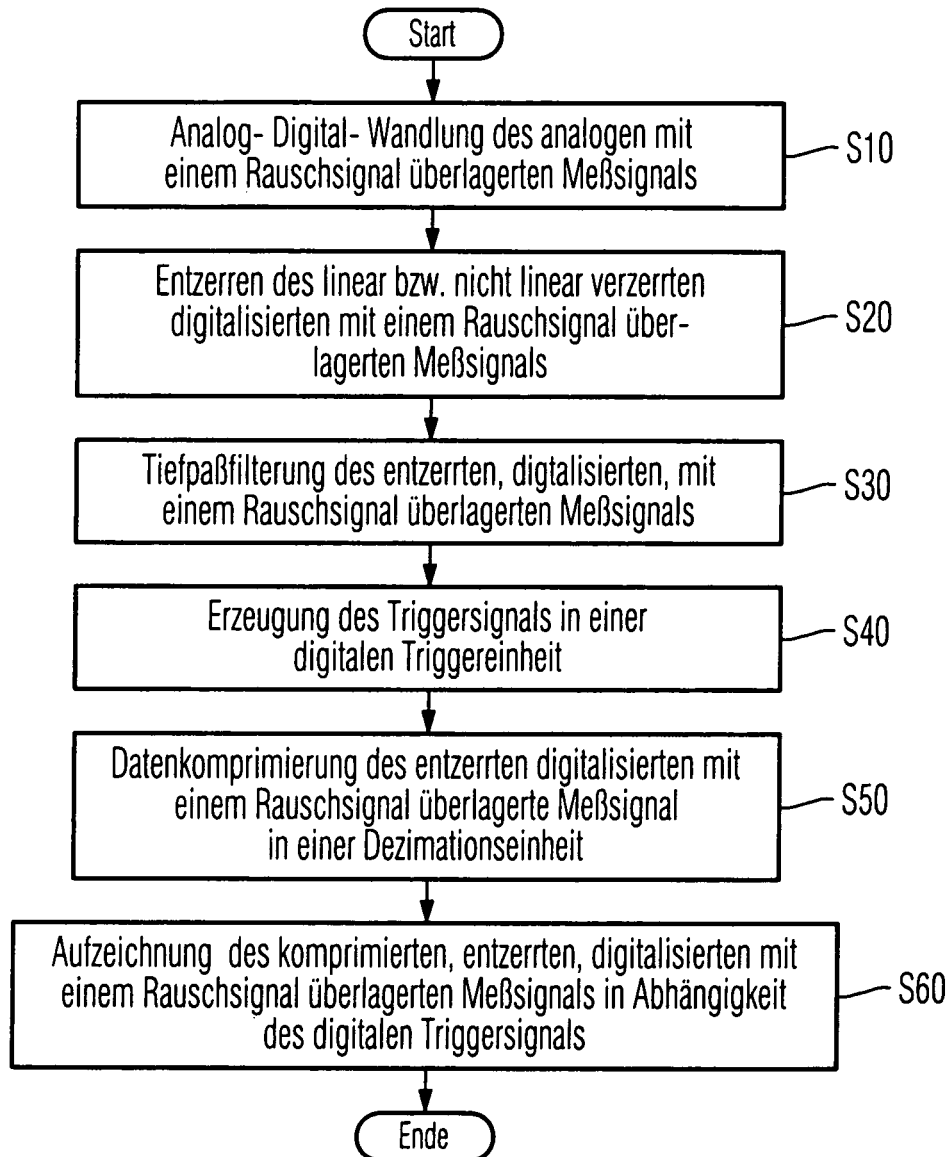 Start
Analog- Digital- Wandlung des analogen mit
einem Rauschsignal überlagerten Meßsignals
S10
Entzerren des linear bzw. nicht linear verzerrten
digitalisierten mit einem Rauschsignal über-
lagerten Meßsignals
S20
Tiefpaßfilterung des entzerrten, digtalisierten, mit
einem Rauschsignal überlagerten Meßsignals
S30
Erzeugung des Triggersignals in einer
digitalen Triggereinheit
S40
Datenkomprimierung des entzerrten digitalisierten mit
einem Rauschsignal überlagerte Meßsignal
in einer Dezimationseinheit
S50
Aufzeichnung des komprimierten, entzerrten, digitalisierten mit
einem Rauschsignal überlagerten Meßsignals in Abhängigkeit
des digitalen Triggersignals
S60
Ende